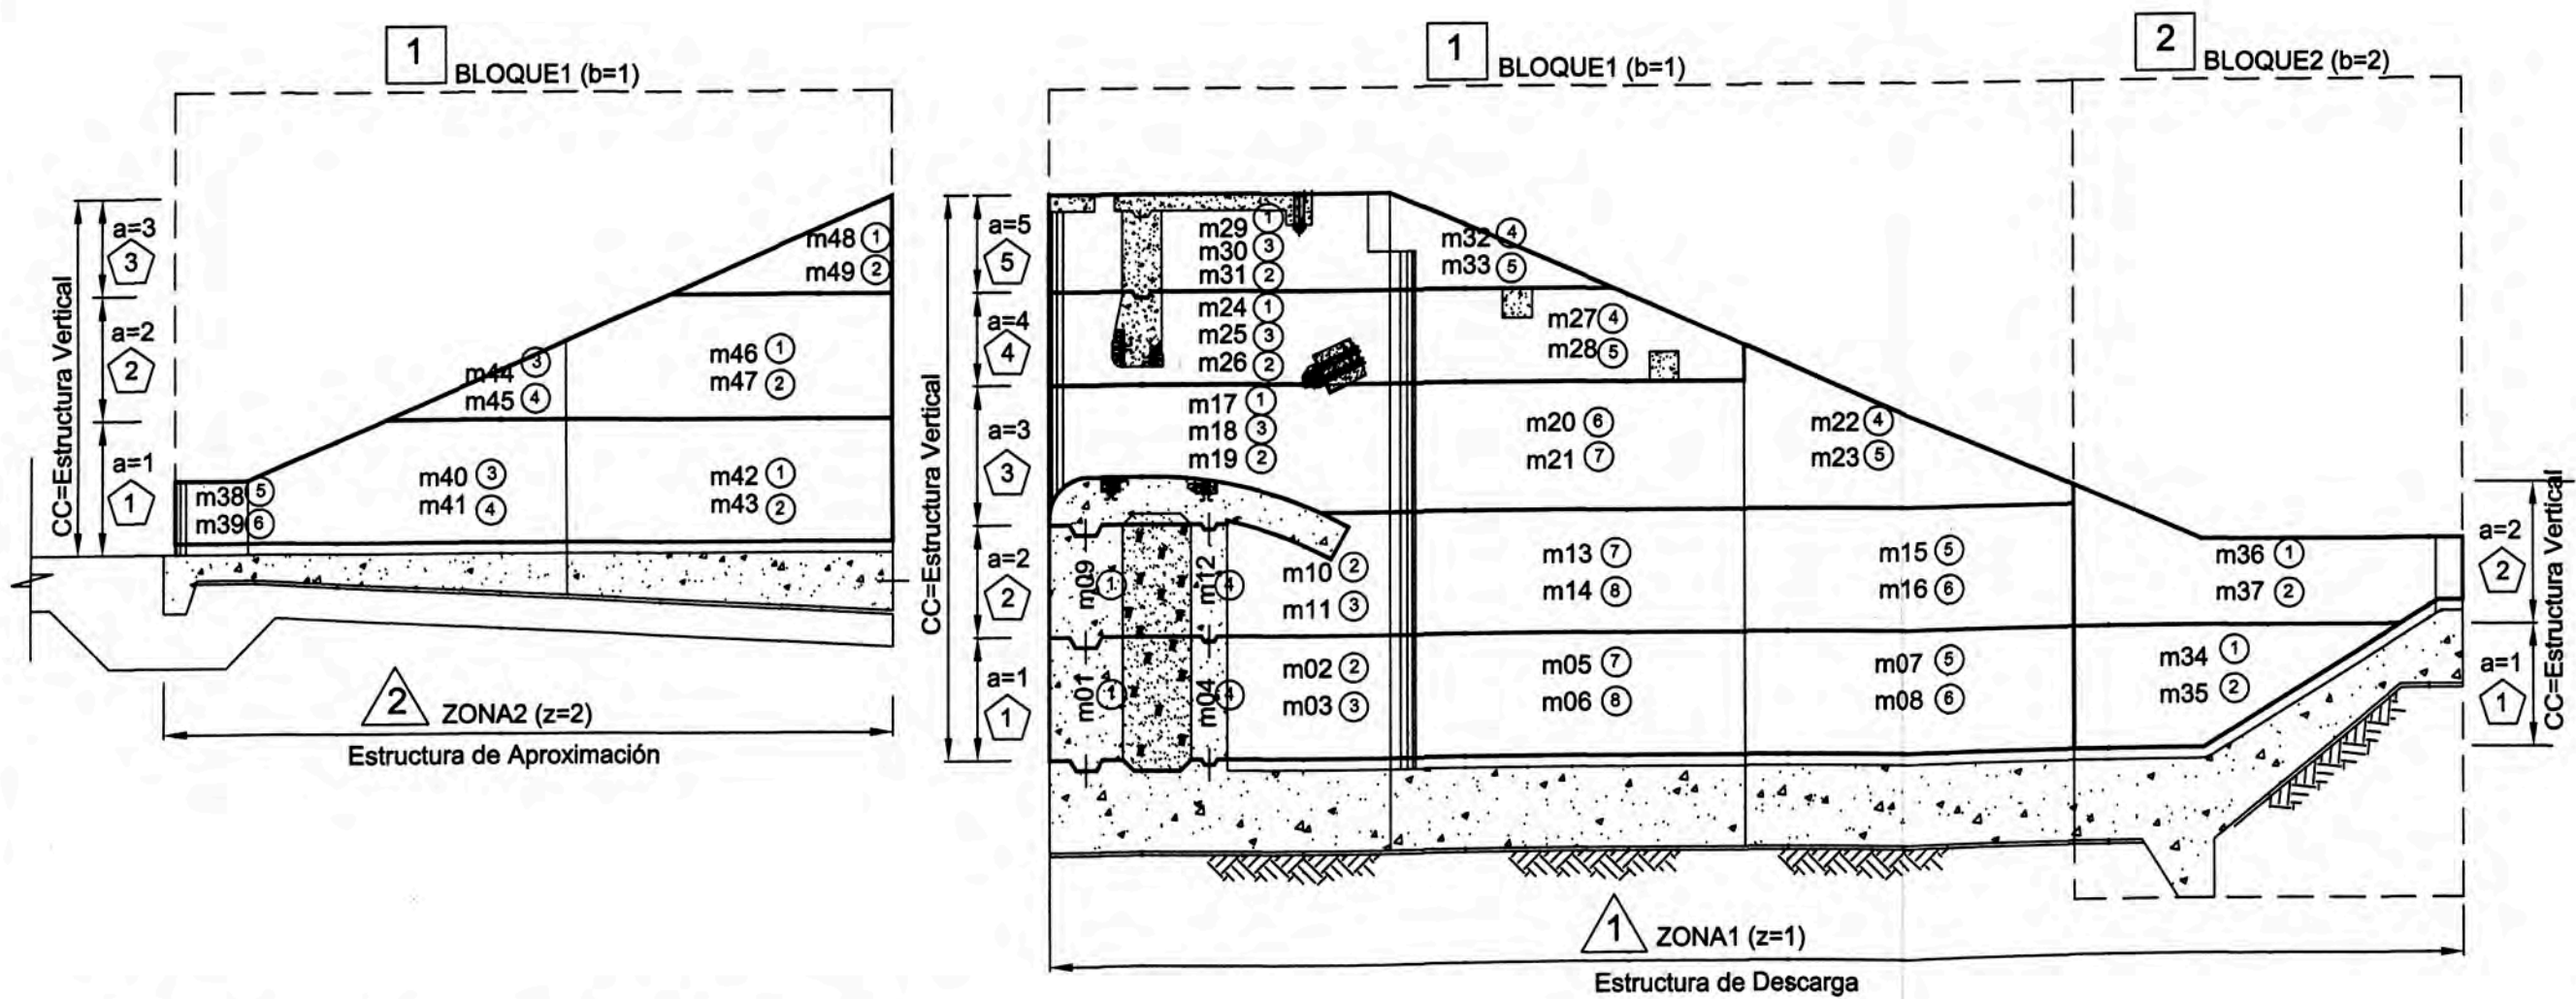 1
BLOQUE1 (b=1)
CC=Estructura Vertical
a=3
3
a=2
2
a=1
1
m48 1
m49 2
m44 3
m45 4
m46 1
m47 2
m38 5
m39 6
m40 3
m41 4
m42 1
m43 2
2
ZONA2 (z=2)
Estructura de Aproximación
1
BLOQUE1 (b=1)
2
BLOQUE2 (b=2)
CC=Estructura Vertical
a=5
5
a=4
4
a=3
3
a=2
2
a=1
1
m29 1
m30 3
m31 2
m32 4
m33 5
m24 1
m25 3
m26 2
m27 4
m28 5
m17 1
m18 3
m19 2
m20 6
m21 7
m22 4
m23 5
m09 1
m12 4
m10 2
m11 3
m13 7
m14 8
m15 5
m16 6
m36 1
m37 2
m01 1
m04 4
m02 2
m03 3
m05 7
m06 8
m07 5
m08 6
m34 1
m35 2
a=2
2
a=1
1
CC=Estructura Vertical
1
ZONA1 (z=1)
Estructura de Descarga